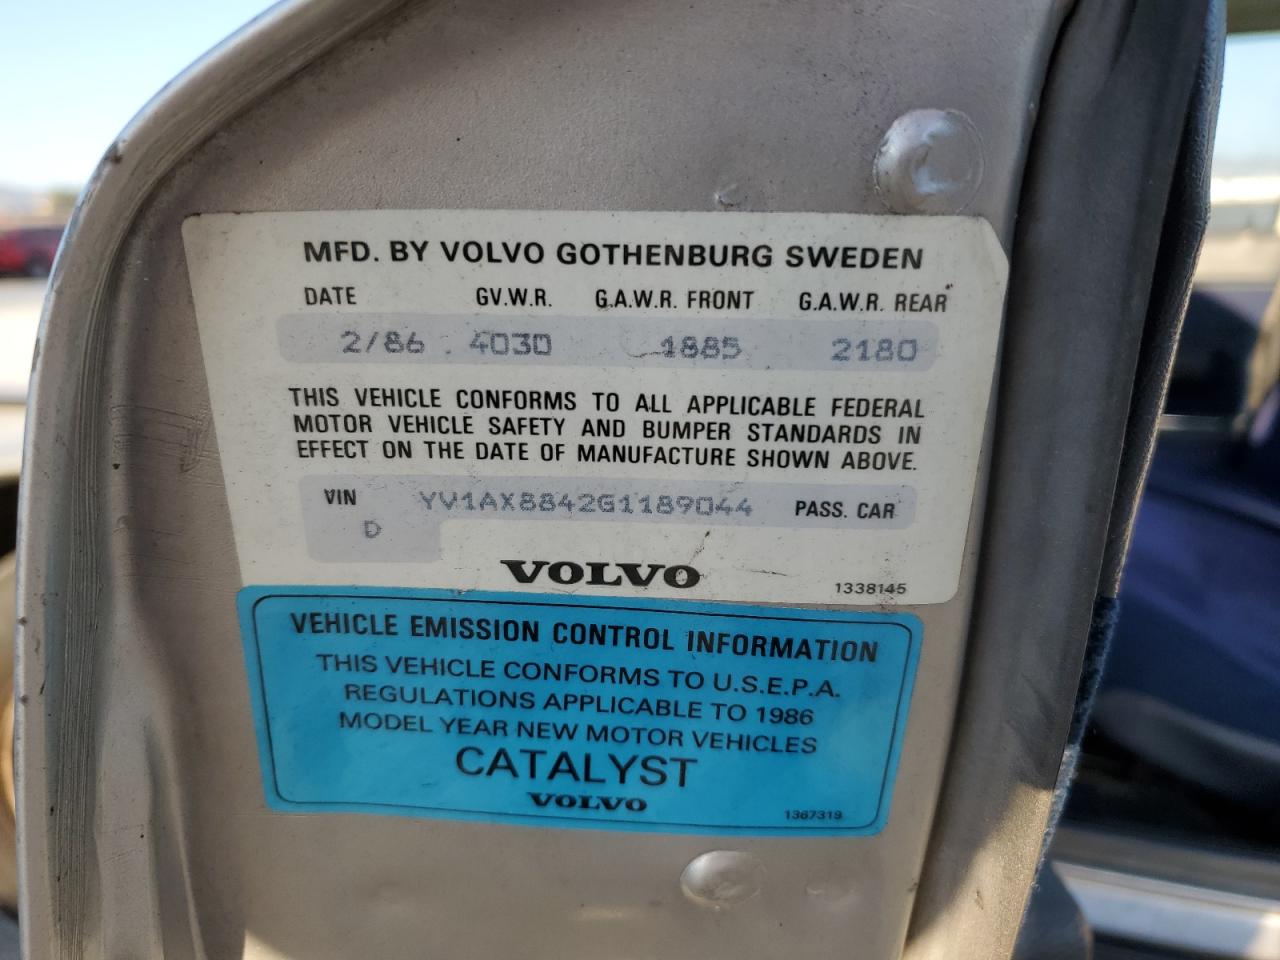 MFD. BY VOLVO GOTHENBURG SWEDEN
DATE GV.W.R. G.A.W.R. FRONT G.A.W.R. REAR
2/86 4030 1885 2180
THIS VEHICLE CONFORMS TO ALL APPLICABLE FEDERAL
MOTOR VEHICLE SAFETY AND BUMPER STANDARDS IN
EFFECT ON THE DATE OF MANUFACTURE SHOWN ABOVE.
VIN YV1AX8842G1189044 PASS. CAR
D
VOLVO 1338145
VEHICLE EMISSION CONTROL INFORMATION
THIS VEHICLE CONFORMS TO U.S.E.P.A.
REGULATIONS APPLICABLE TO 1986
MODEL YEAR NEW MOTOR VEHICLES
CATALYST
VOLVO
1367319